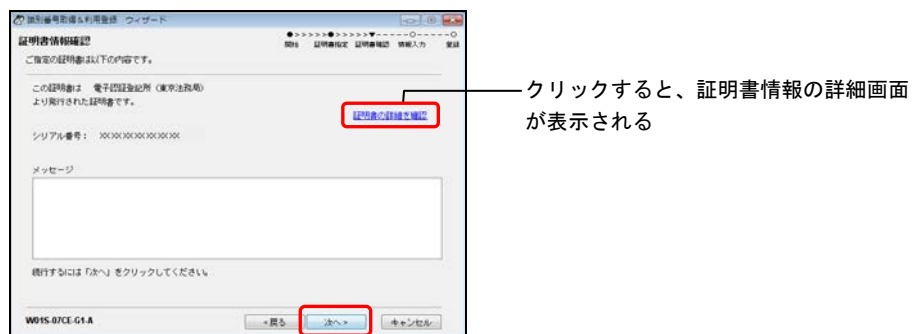 識別番号取得&利用登録 ウィザード
証明書情報確認
●>>>>>●>>>>>▼-----○-----○
開始 証明書指定 証明書確認 情報入力 登録
ご指定の証明書は以下の内容です。
この証明書は 電子認証登記所（東京法務局）
より発行された証明書です。
証明書の詳細を確認
シリアル番号： XXXXXXXXXXXXXXXX
メッセージ
続行するには「次へ」をクリックしてください。
W01S-07CE-G1-A
<戻る
次へ>
キャンセル
クリックすると、証明書情報の詳細画面
が表示される